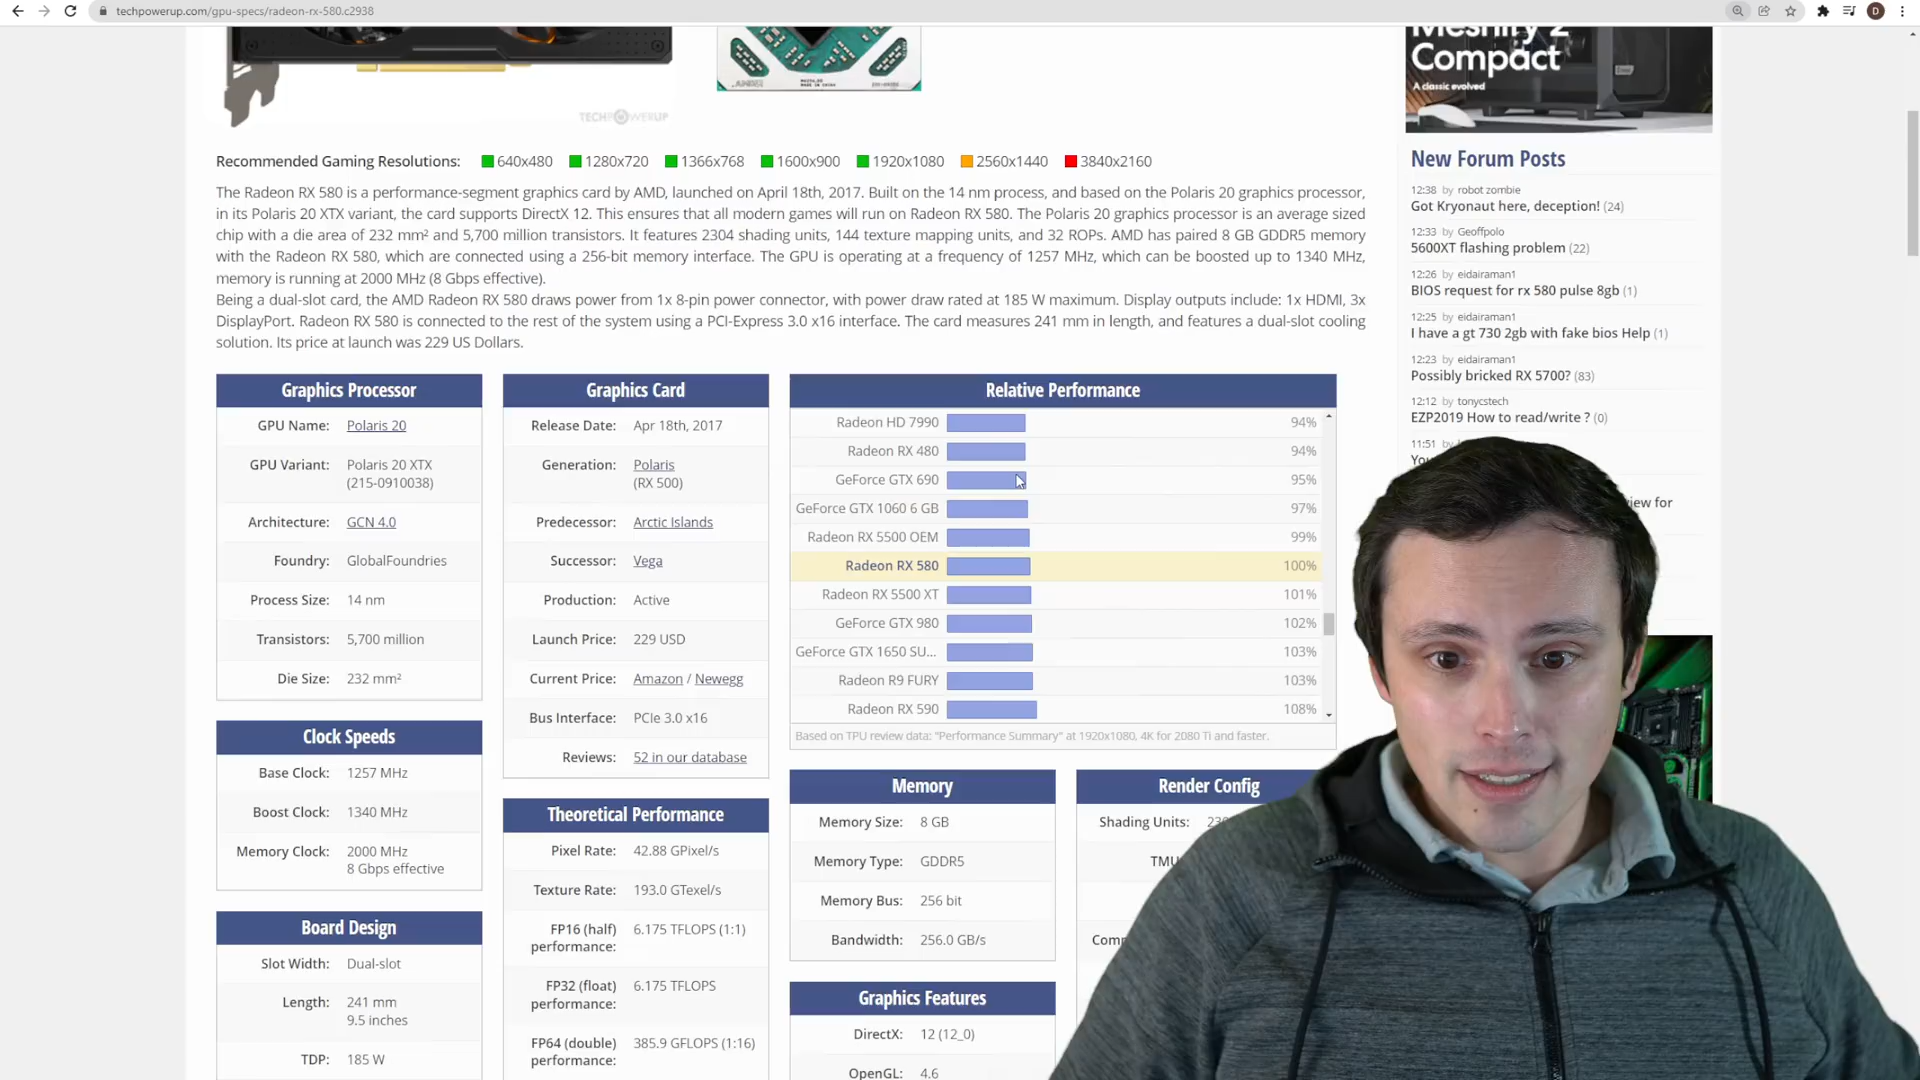 techpowerup.com/gpu-specs/radeon-rx-580.c2938
D
TECHPOWERUP
Meshify 2
Compact
A classic evolved
Recommended Gaming Resolutions: 640x480 1280x720 1366x768 1600x900 1920x1080 2560x1440 3840x2160
The Radeon RX 580 is a performance-segment graphics card by AMD, launched on April 18th, 2017. Built on the 14 nm process, and based on the Polaris 20 graphics processor,
in its Polaris 20 XTX variant, the card supports DirectX 12. This ensures that all modern games will run on Radeon RX 580. The Polaris 20 graphics processor is an average sized
chip with a die area of 232 mm² and 5,700 million transistors. It features 2304 shading units, 144 texture mapping units, and 32 ROPs. AMD has paired 8 GB GDDR5 memory
with the Radeon RX 580, which are connected using a 256-bit memory interface. The GPU is operating at a frequency of 1257 MHz, which can be boosted up to 1340 MHz,
memory is running at 2000 MHz (8 Gbps effective).
Being a dual-slot card, the AMD Radeon RX 580 draws power from 1x 8-pin power connector, with power draw rated at 185 W maximum. Display outputs include: 1x HDMI, 3x
DisplayPort. Radeon RX 580 is connected to the rest of the system using a PCI-Express 3.0 x16 interface. The card measures 241 mm in length, and features a dual-slot cooling
solution. Its price at launch was 229 US Dollars.
New Forum Posts
12:38 by robot zombie
Got Kryonaut here, deception! (24)
12:33 by Geoffpolo
5600XT flashing problem (22)
12:26 by eidairaman1
BIOS request for rx 580 pulse 8gb (1)
12:25 by eidairaman1
I have a gt 730 2gb with fake bios Help (1)
12:23 by eidairaman1
Possibly bricked RX 5700? (83)
12:12 by tonycstech
EZP2019 How to read/write ? (0)
11:51
You
view for
Graphics Processor
GPU Name: Polaris 20
GPU Variant: Polaris 20 XTX
(215-0910038)
Architecture: GCN 4.0
Foundry: GlobalFoundries
Process Size: 14 nm
Transistors: 5,700 million
Die Size: 232 mm²
Clock Speeds
Base Clock: 1257 MHz
Boost Clock: 1340 MHz
Memory Clock: 2000 MHz
8 Gbps effective
Board Design
Slot Width: Dual-slot
Length: 241 mm
9.5 inches
TDP: 185 W
Graphics Card
Release Date: Apr 18th, 2017
Generation: Polaris
(RX 500)
Predecessor: Arctic Islands
Successor: Vega
Production: Active
Launch Price: 229 USD
Current Price: Amazon / Newegg
Bus Interface: PCIe 3.0 x16
Reviews: 52 in our database
Theoretical Performance
Pixel Rate: 42.88 GPixel/s
Texture Rate: 193.0 GTexel/s
FP16 (half) performance: 6.175 TFLOPS (1:1)
FP32 (float) performance: 6.175 TFLOPS
FP64 (double) performance: 385.9 GFLOPS (1:16)
Relative Performance
Radeon HD 7990 94%
Radeon RX 480 94%
GeForce GTX 690 95%
GeForce GTX 1060 6 GB 97%
Radeon RX 5500 OEM 99%
Radeon RX 580 100%
Radeon RX 5500 XT 101%
GeForce GTX 980 102%
GeForce GTX 1650 SU... 103%
Radeon R9 FURY 103%
Radeon RX 590 108%
Based on TPU review data: "Performance Summary" at 1920x1080, 4K for 2080 Ti and faster.
Memory
Memory Size: 8 GB
Memory Type: GDDR5
Memory Bus: 256 bit
Bandwidth: 256.0 GB/s
Graphics Features
DirectX: 12 (12_0)
OpenGL: 4.6
Render Config
Shading Units: 23
TMU
Comp